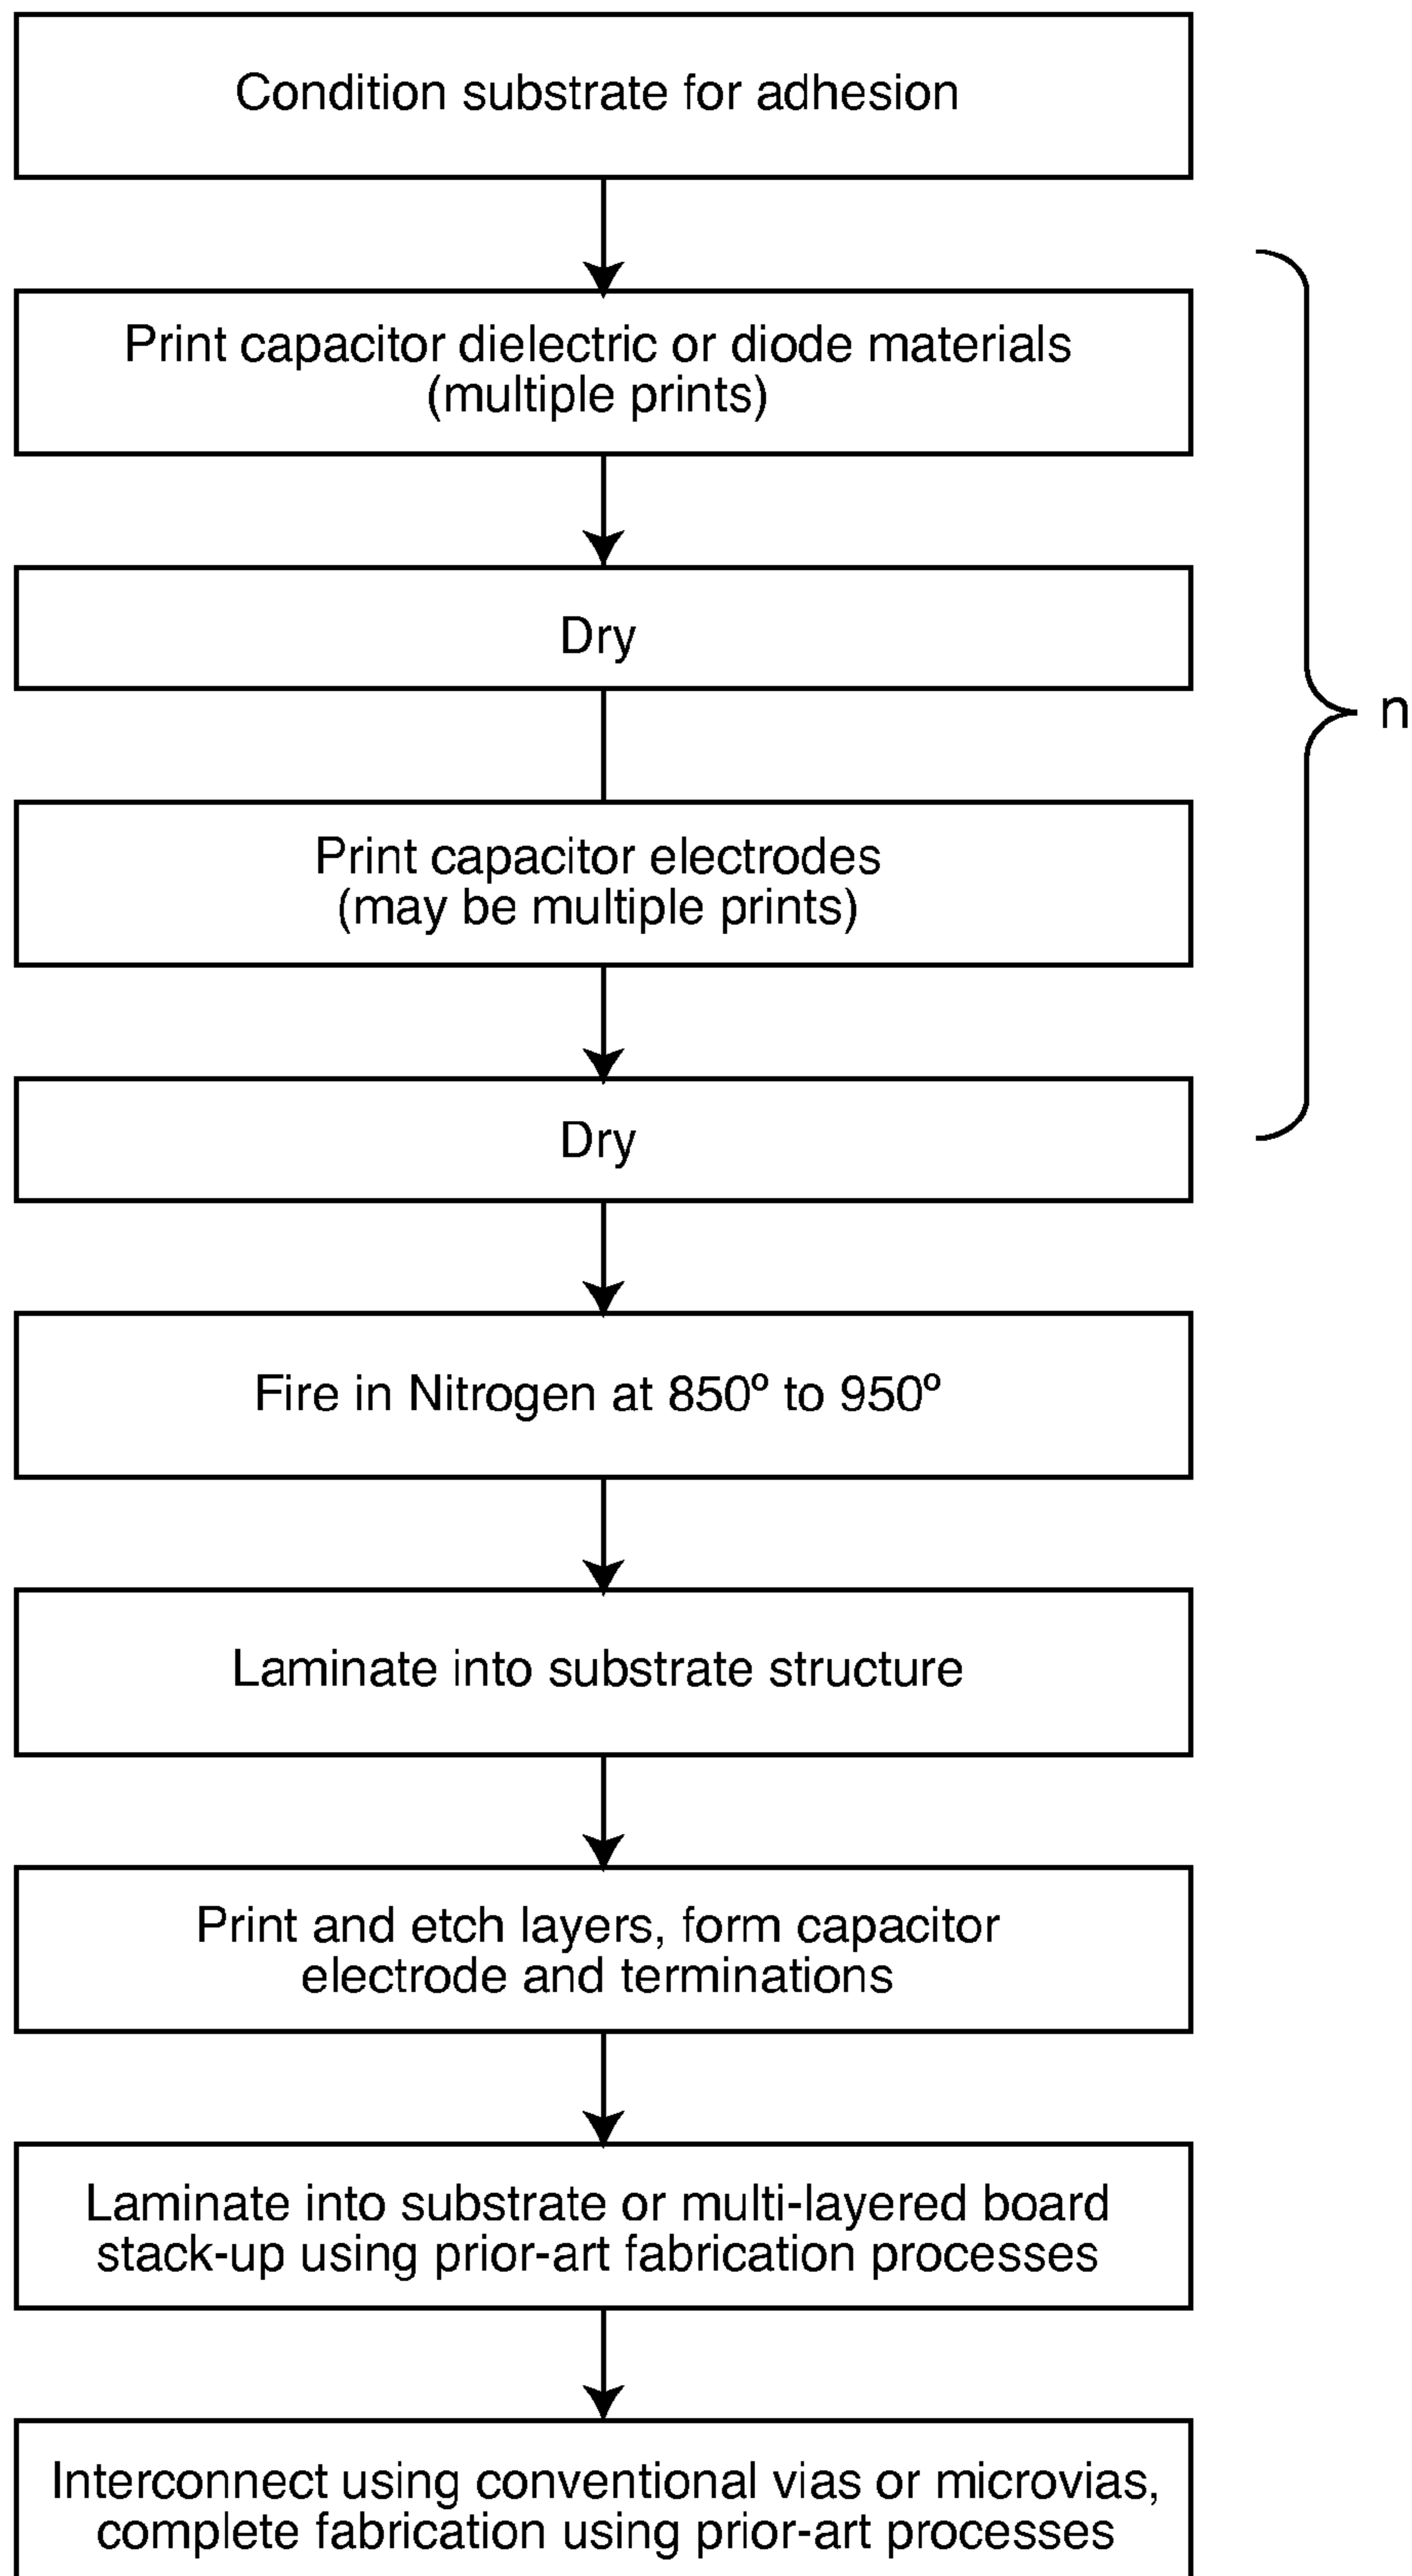 Condition substrate for adhesion
Print capacitor dielectric or diode materials
(multiple prints)
Dry
n
Print capacitor electrodes
(may be multiple prints)
Dry
Fire in Nitrogen at 850º to 950º
Laminate into substrate structure
Print and etch layers, form capacitor
electrode and terminations
Laminate into substrate or multi-layered board
stack-up using prior-art fabrication processes
Interconnect using conventional vias or microvias,
complete fabrication using prior-art processes